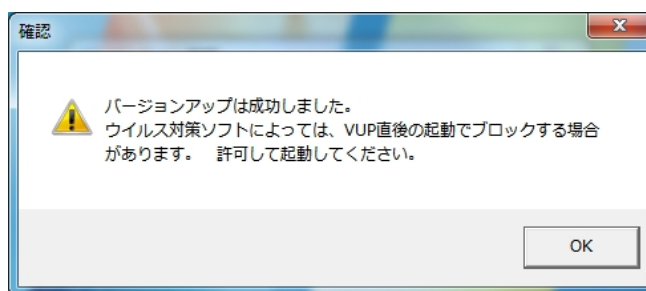 確認
バージョンアップは成功しました。
ウイルス対策ソフトによっては、VUP直後の起動でブロックする場合
があります。　許可して起動してください。
OK